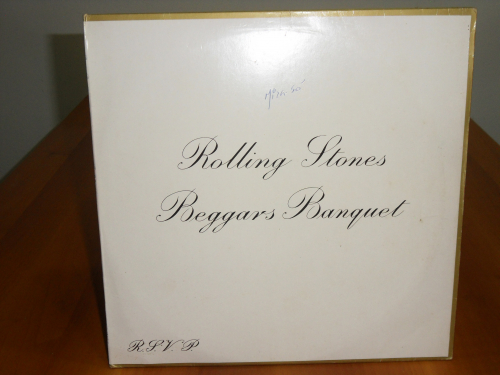 Rolling Stones
Beggars Banquet
R.S.V.P.